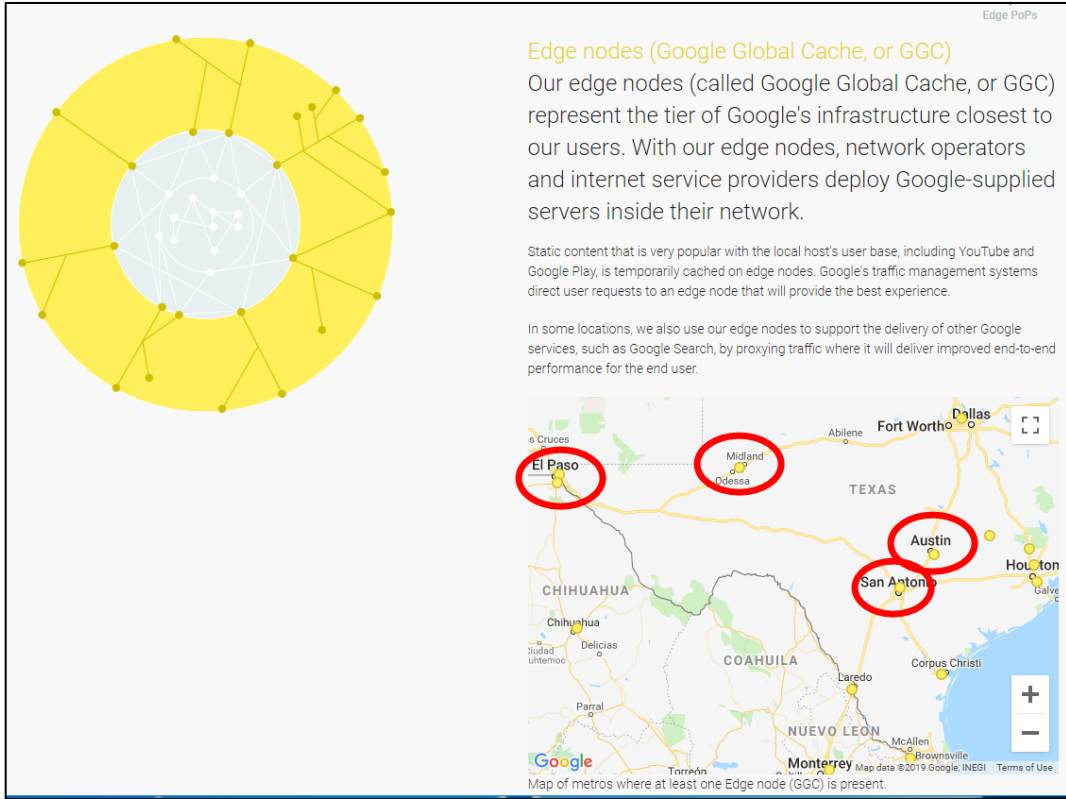 Edge PoPs
Edge nodes (Google Global Cache, or GGC)
Our edge nodes (called Google Global Cache, or GGC)
represent the tier of Google's infrastructure closest to
our users. With our edge nodes, network operators
and internet service providers deploy Google-supplied
servers inside their network.
Static content that is very popular with the local host's user base, including YouTube and
Google Play, is temporarily cached on edge nodes. Google's traffic management systems
direct user requests to an edge node that will provide the best experience.
In some locations, we also use our edge nodes to support the delivery of other Google
services, such as Google Search, by proxying traffic where it will deliver improved end-to-end
performance for the end user.
Dallas
Fort Worth
Abilene
s Cruces
Midland
El Paso
Odessa
TEXAS
Austin
Houston
San Antonio
Galve
CHIHUAHUA
Chihuahua
Ciudad
uhtemoc
Delicias
COAHUILA
Corpus Christi
Laredo
Parral
NUEVO LEON
McAllen
Brownsville
Google
Monterrey
Torreón
+
−
Map data ©2019 Google, INEGI Terms of Use
Map of metros where at least one Edge node (GGC) is present.